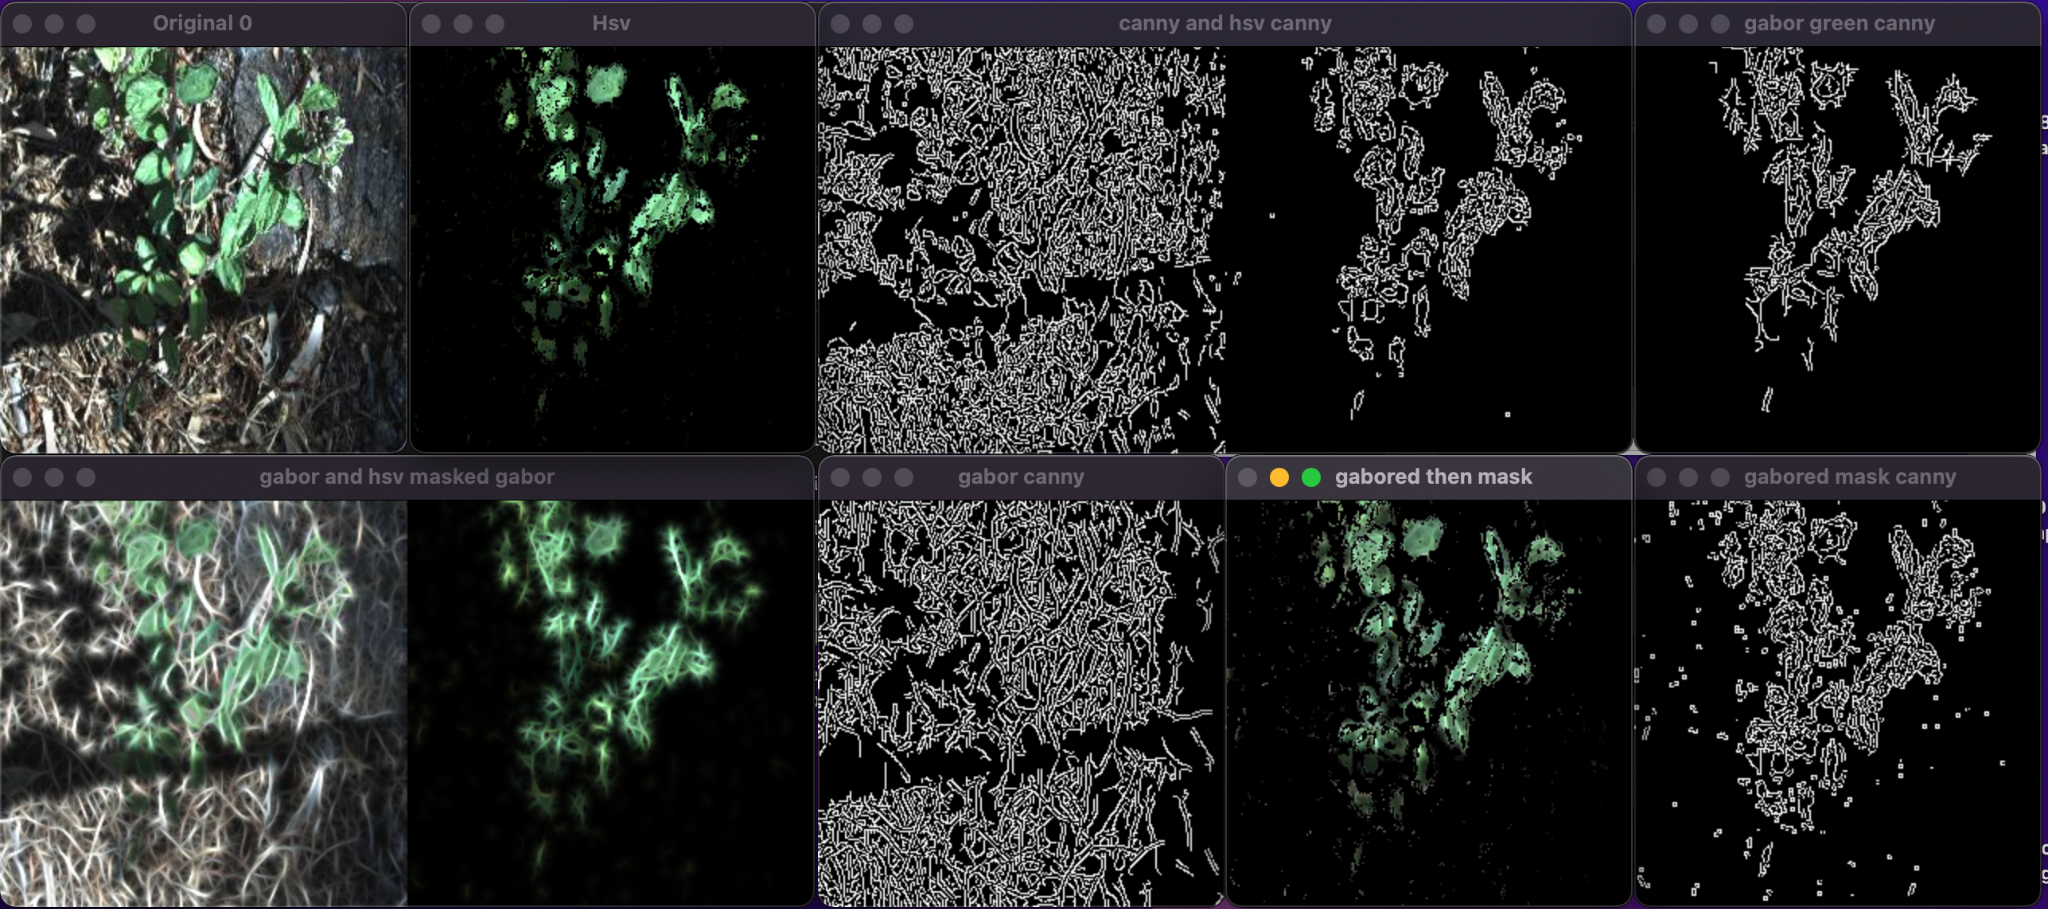 Original 0
Hsv
canny and hsv canny
gabor green canny
gabor and hsv masked gabor
gabor canny
gabored then mask
gabored mask canny